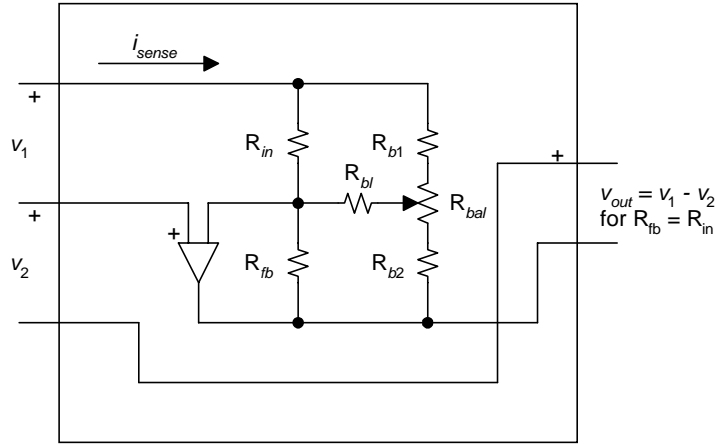 i_sense
+
v_1
+
v_2
+
R_in
R_fb
R_bl
R_b1
R_bal
R_b2
+
v_out = v_1 - v_2
for R_fb = R_in